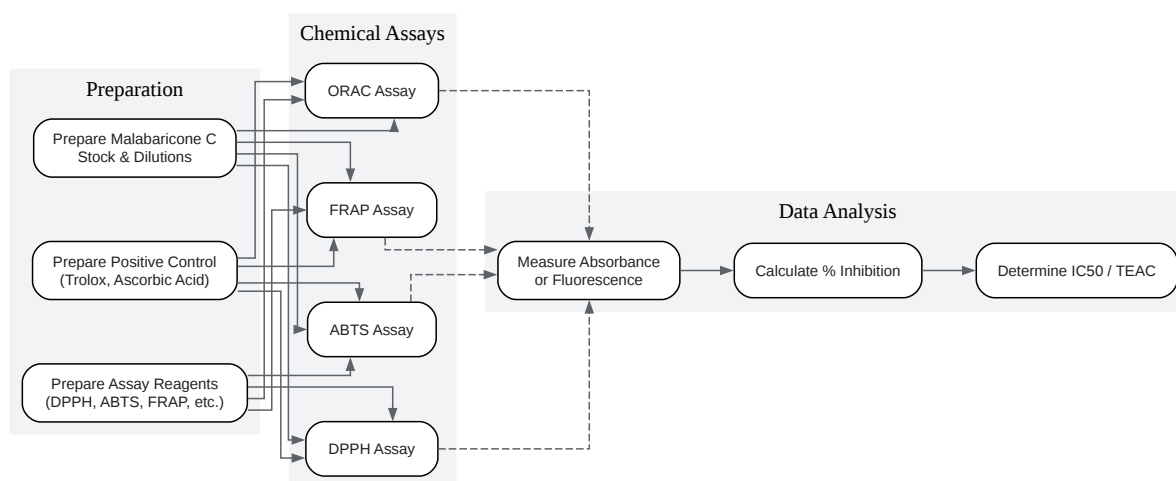 Preparation
Prepare Malabaricone C
Stock & Dilutions
Prepare Positive Control
(Trolox, Ascorbic Acid)
Prepare Assay Reagents
(DPPH, ABTS, FRAP, etc.)
Chemical Assays
ORAC Assay
FRAP Assay
ABTS Assay
DPPH Assay
Data Analysis
Measure Absorbance
or Fluorescence
Calculate % Inhibition
Determine IC50 / TEAC